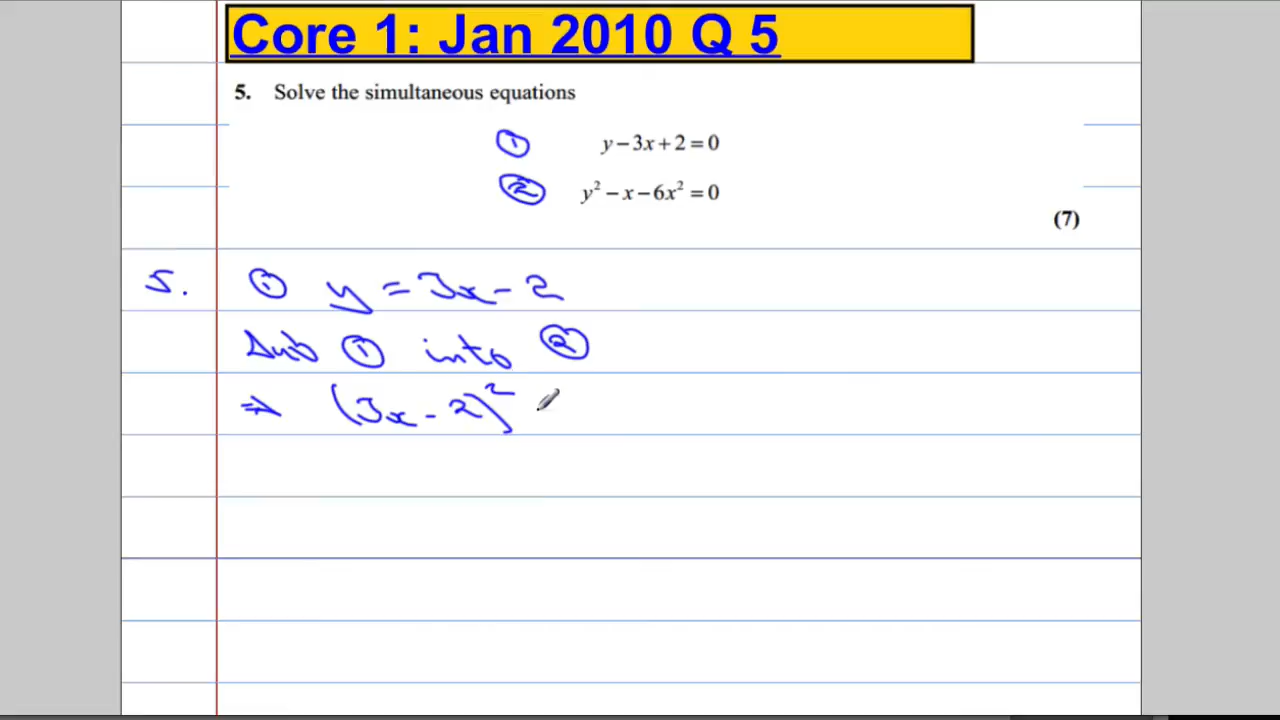 Core 1: Jan 2010 Q 5
5. Solve the simultaneous equations
① y − 3x + 2 = 0
② y² − x − 6x² = 0
(7)
5. ① y = 3x − 2
Sub ① into ②
⇒ (3x − 2)²